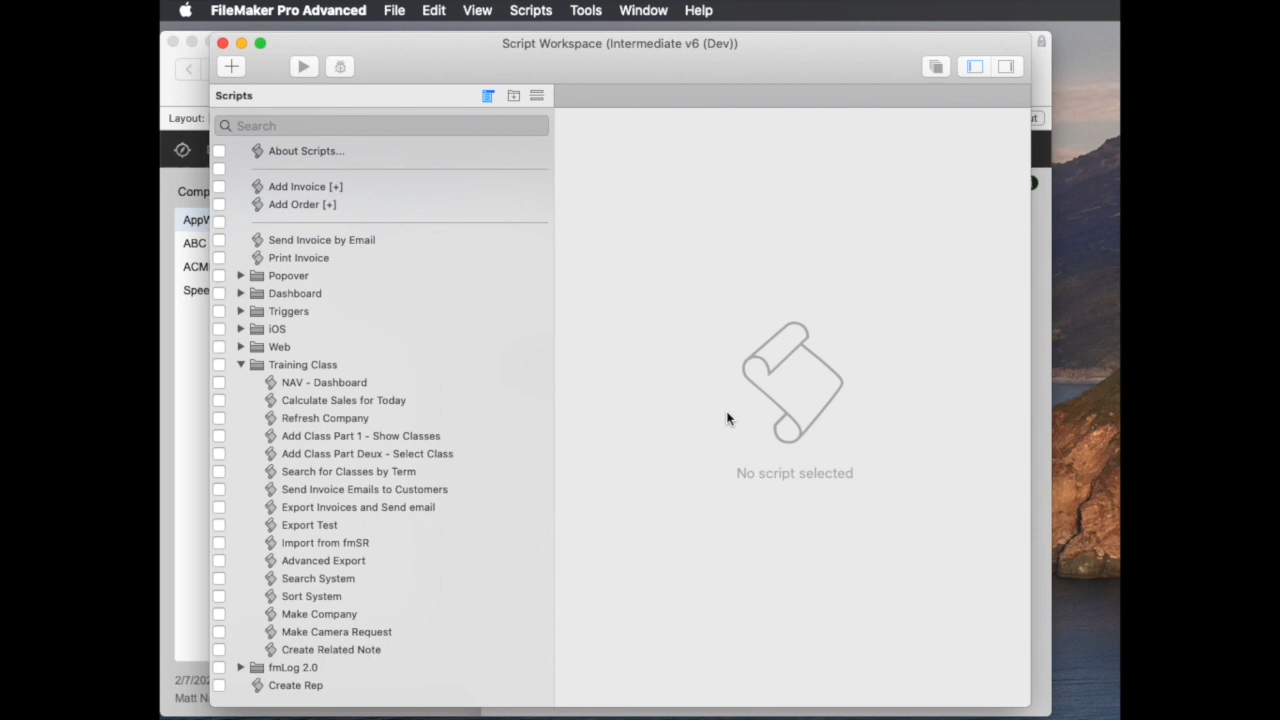 FileMaker Pro Advanced File Edit View Scripts Tools Window Help
Script Workspace (Intermediate v6 (Dev))
Scripts
Layout:
Search
About Scripts...
Add Invoice [+]
Comp
Add Order [+]
AppW
Send Invoice by Email
ABC
Print Invoice
ACM
Popover
Spee
Dashboard
Triggers
iOS
Web
Training Class
NAV - Dashboard
Calculate Sales for Today
Refresh Company
Add Class Part 1 - Show Classes
Add Class Part Deux - Select Class
Search for Classes by Term
Send Invoice Emails to Customers
Export Invoices and Send email
Export Test
Import from fmSR
Advanced Export
Search System
Sort System
Make Company
Make Camera Request
Create Related Note
fmLog 2.0
Create Rep
No script selected
2/7/202
Matt N